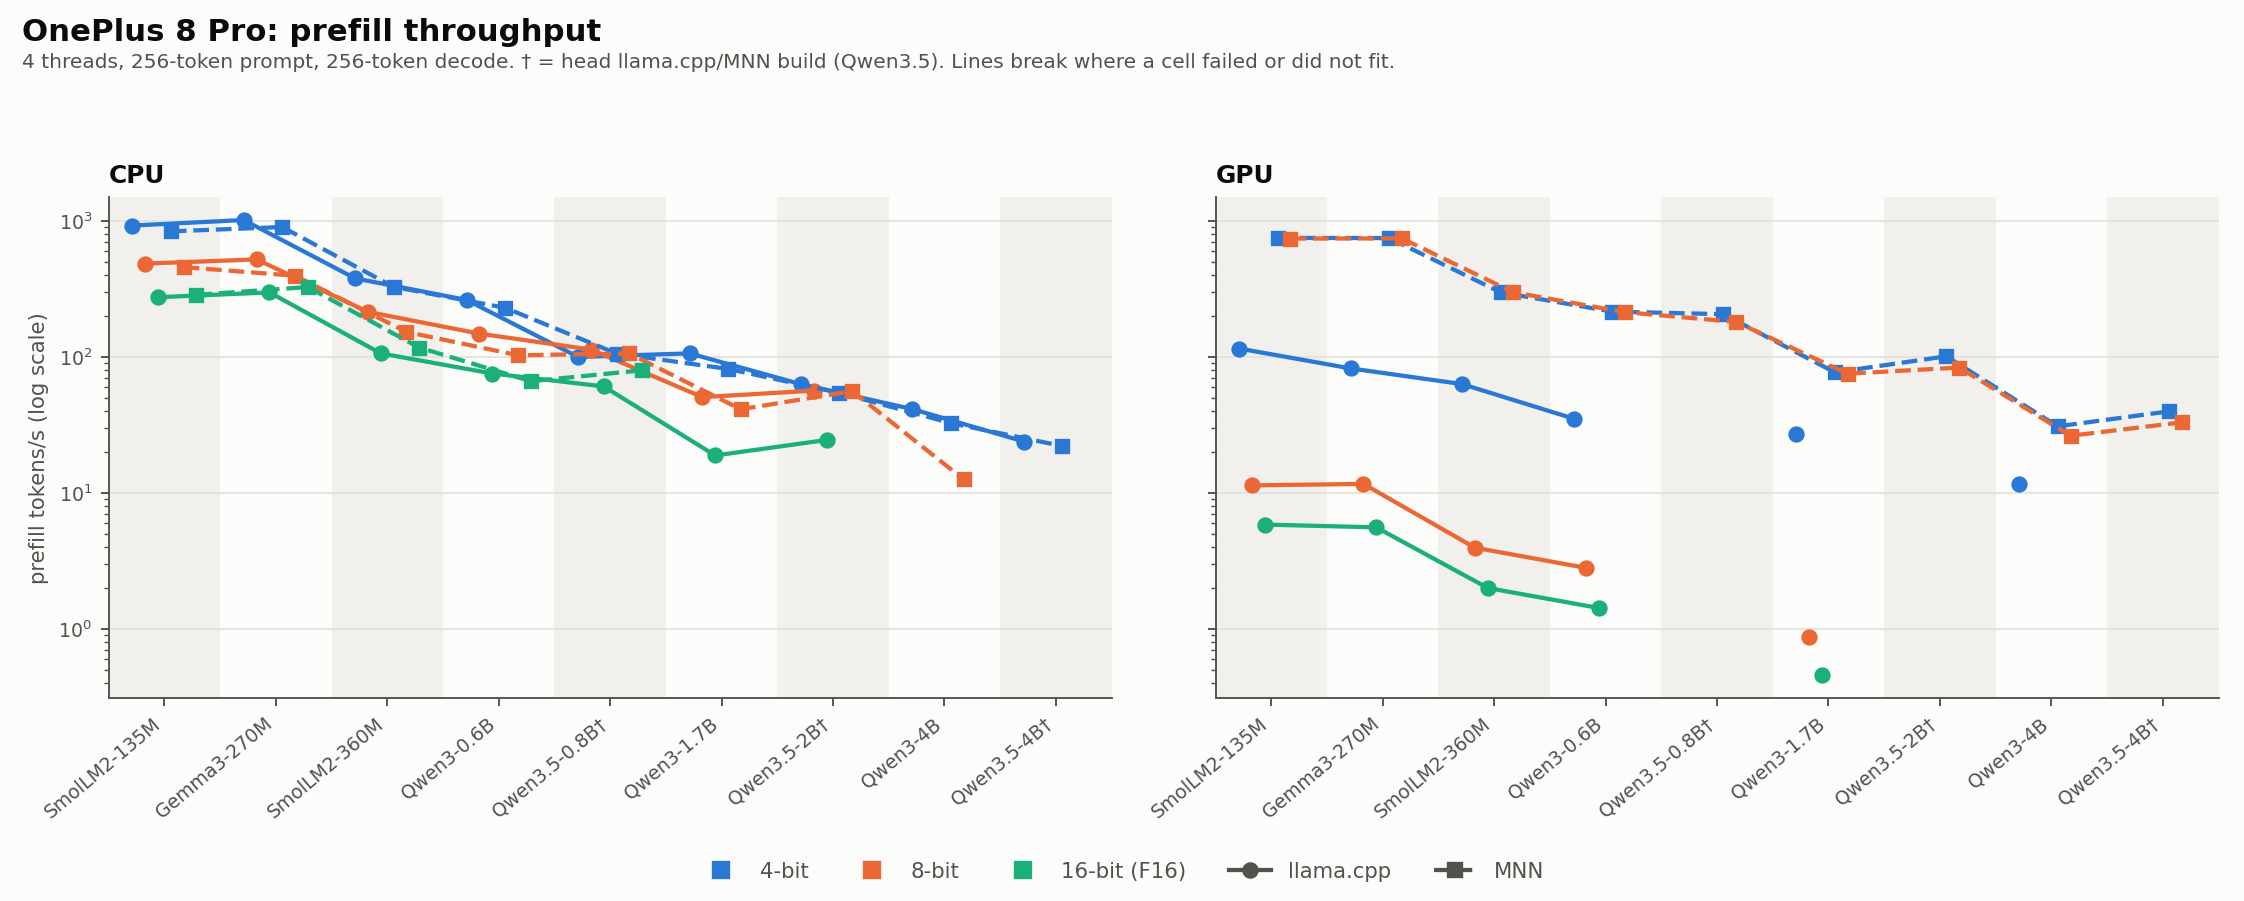 OnePlus 8 Pro: prefill throughput
4 threads, 256-token prompt, 256-token decode. † = head llama.cpp/MNN build (Qwen3.5). Lines break where a cell failed or did not fit.
CPU
GPU
prefill tokens/s (log scale)
10³
10²
10¹
10⁰
SmolLM2-135M
Gemma3-270M
SmolLM2-360M
Qwen3-0.6B
Qwen3.5-0.8B†
Qwen3-1.7B
Qwen3.5-2B†
Qwen3-4B
Qwen3.5-4B†
SmolLM2-135M
Gemma3-270M
SmolLM2-360M
Qwen3-0.6B
Qwen3.5-0.8B†
Qwen3-1.7B
Qwen3.5-2B†
Qwen3-4B
Qwen3.5-4B†
4-bit
8-bit
16-bit (F16)
llama.cpp
MNN